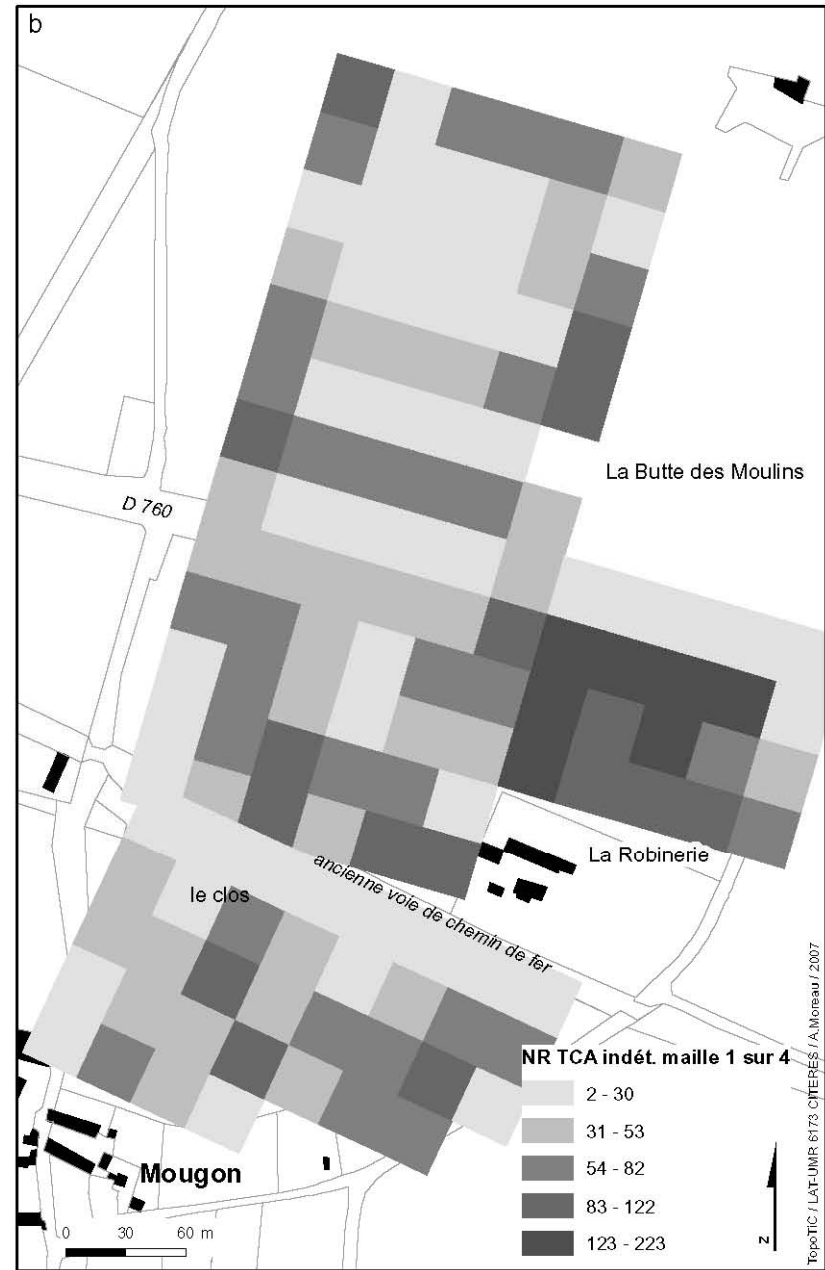 b
La Butte des Moulins
D 760
La Robinerie
le clos
ancienne voie de chemin de fer
Mougon
0 30 60 m
NR TCA indét. maille 1 sur 4
2 - 30
31 - 53
54 - 82
83 - 122
123 - 223
N
TopoTiC / LAT-UMR 6173 CITERES / A.Moreau / 2007